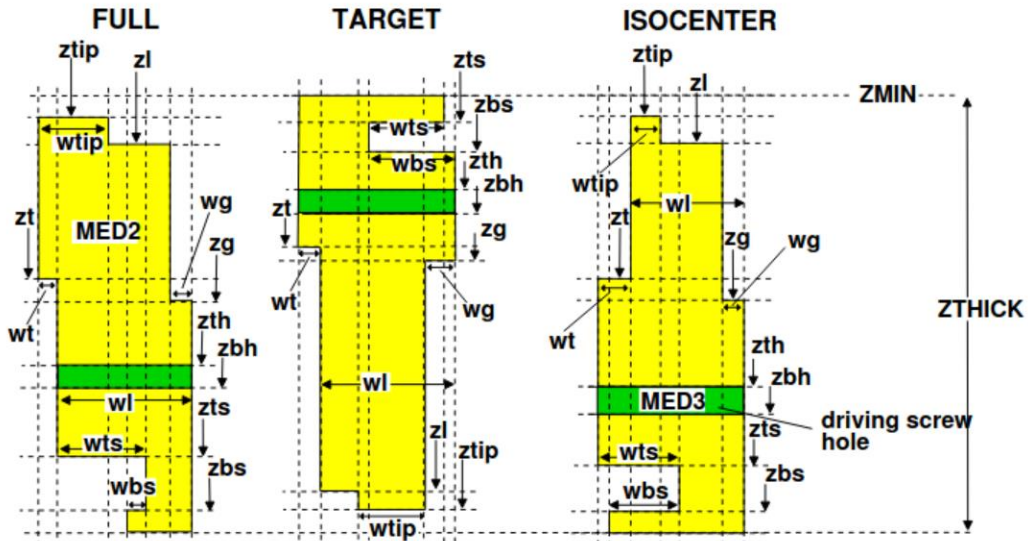 FULL
TARGET
ISOCENTER
ztip
zl
wtip
zt
MED2
wg
zg
wt
zth
zbh
wl
zts
wts
zbs
wbs
zts
zbs
wts
wbs
zth
zbh
zt
zg
wt
wg
wl
zl
ztip
wtip
ztip
zl
ZMIN
wtip
zt
wl
zg
wg
wt
ZTHICK
zth
zbh
MED3
driving screw
hole
zts
wts
zbs
wbs